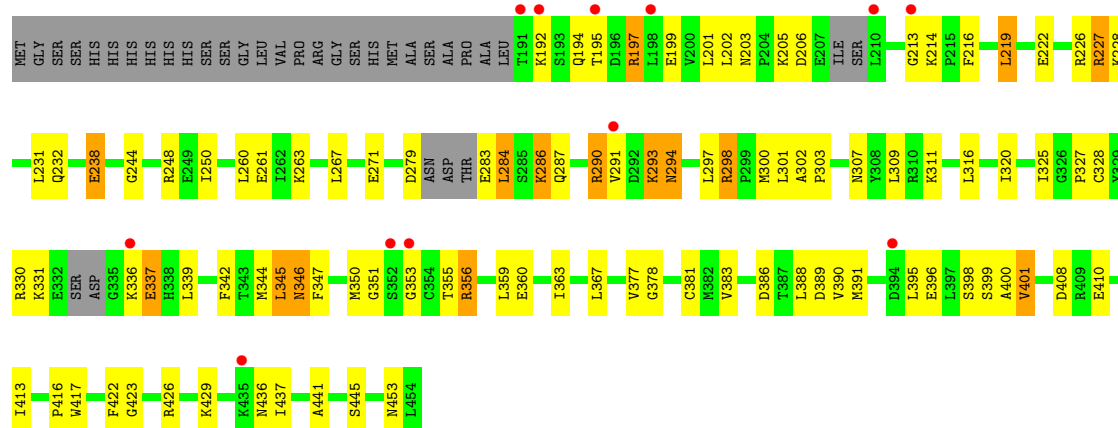 MET GLY SER SER HIS HIS HIS HIS HIS HIS SER SER GLY LEU VAL PRO ARG GLY SER HIS MET ALA SER ALA PRO ALA LEU T191 K192 S193 Q194 T195 D196 R197 L198 E199 V200 L201 L202 N203 P204 K205 D206 E207 ILE SER L210 G213 K214 P215 F216 L219 E222 R226 R227 K228
L231 Q232 E238 G244 R248 E249 I250 L260 E261 I262 K263 L267 E271 D279 ASN ASP THR E283 L284 S285 K286 Q287 R290 V291 D292 K293 N294 L297 R298 P299 M300 L301 A302 P303 N307 Y308 L309 R310 K311 L316 I320 I325 G326 P327 C328 Y329
R330 K331 E332 SER ASP G335 K336 E337 H338 L339 F342 T343 M344 L345 N346 F347 M350 G351 S352 G353 C354 T355 R356 L359 E360 I363 L367 V377 G378 C381 M382 V383 D386 T387 L388 D389 V390 M391 D394 L395 E396 L397 S398 S399 A400 V401 D408 R409 E410
I413 P416 W417 F422 G423 R426 K429 K435 N436 I437 A441 S445 N453 L454